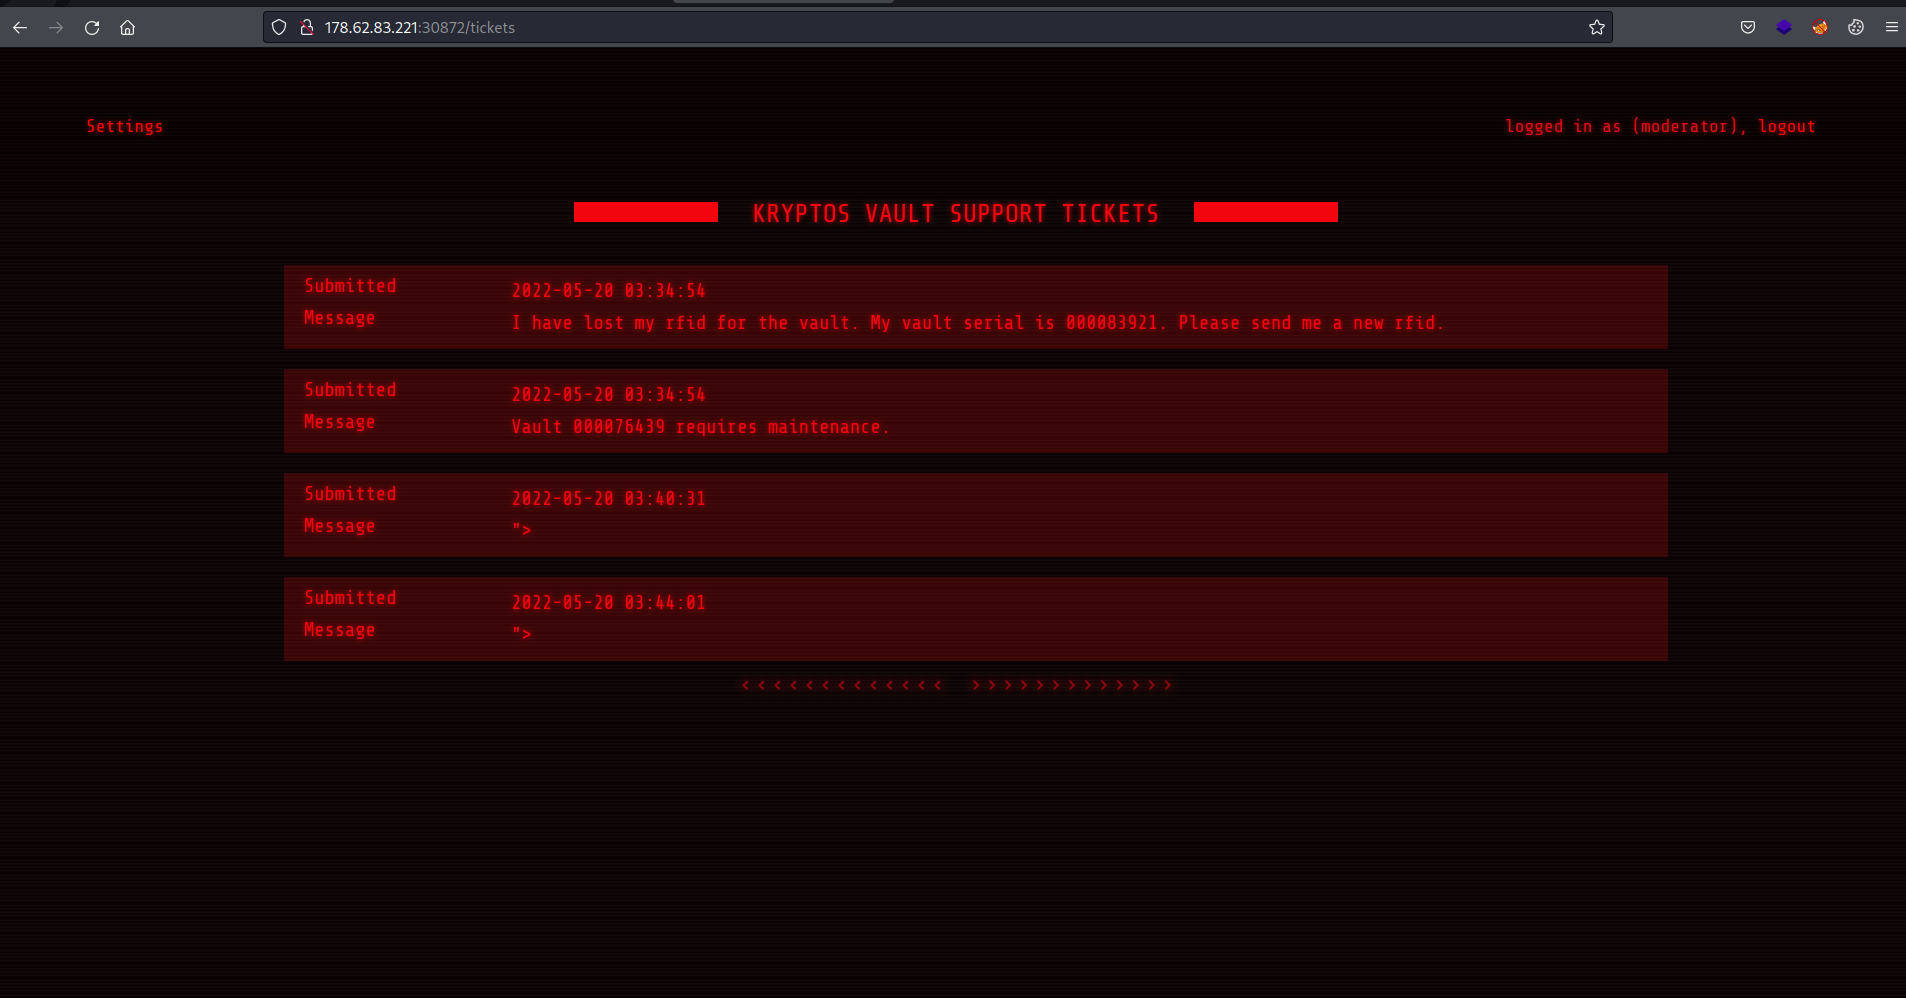 178.62.83.221:30872/tickets
Settings
logged in as (moderator), logout
KRYPTOS VAULT SUPPORT TICKETS
Submitted 2022-05-20 03:34:54
Message I have lost my rfid for the vault. My vault serial is 000083921. Please send me a new rfid.
Submitted 2022-05-20 03:34:54
Message Vault 000076439 requires maintenance.
Submitted 2022-05-20 03:40:31
Message ">
Submitted 2022-05-20 03:44:01
Message ">
<<<<<<<<<<<<< >>>>>>>>>>>>>